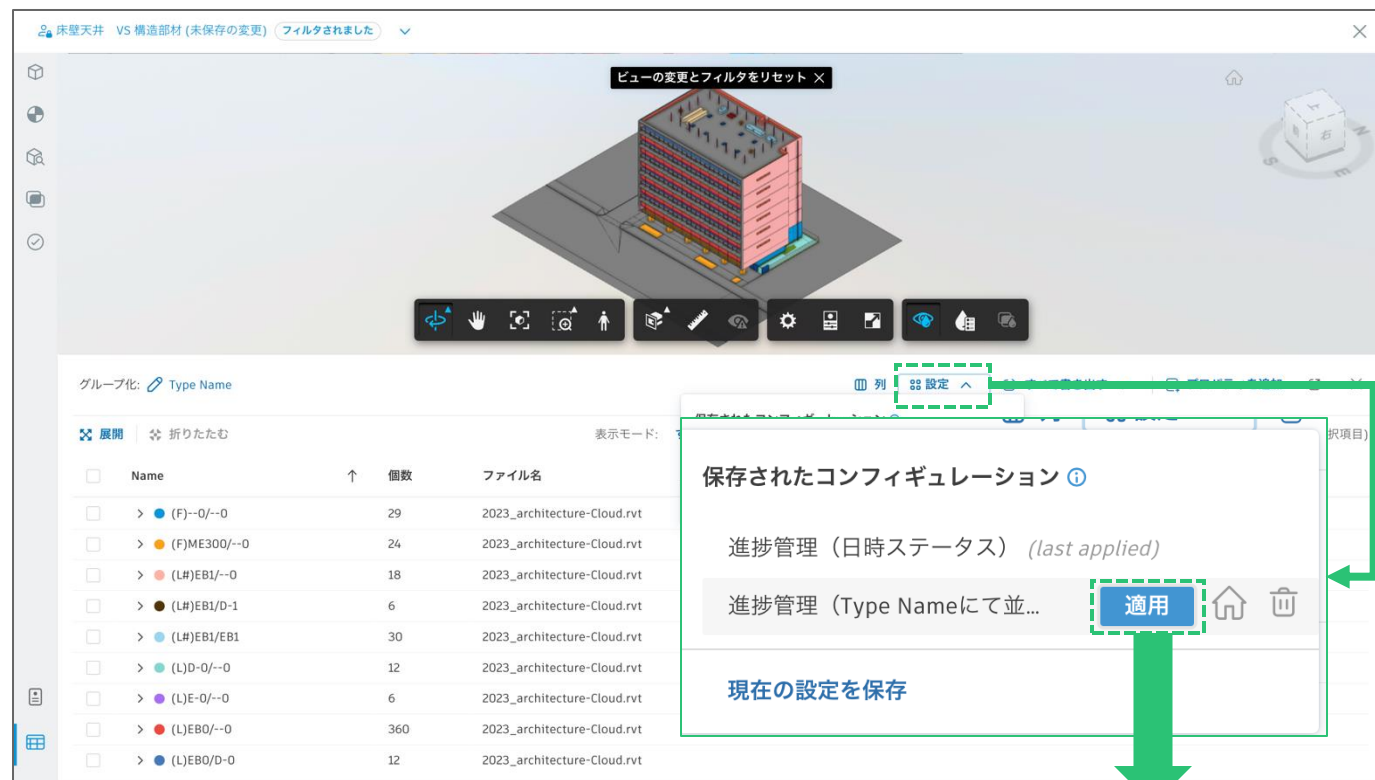 床壁天井 VS 構造部材 (未保存の変更) フィルタされました
ビューの変更とフィルタをリセット
右
S
E
グループ化: Type Name
列 設定
展開 折りたたむ 表示モード: 択項目)
保存されたコンフィギュレーション
進捗管理（日時ステータス） (last applied)
進捗管理（Type Nameにて並... 適用
現在の設定を保存
Name 個数 ファイル名
(F)--0/--0 29 2023_architecture-Cloud.rvt
(F)ME300/--0 24 2023_architecture-Cloud.rvt
(L#)EB1/--0 18 2023_architecture-Cloud.rvt
(L#)EB1/D-1 6 2023_architecture-Cloud.rvt
(L#)EB1/EB1 30 2023_architecture-Cloud.rvt
(L)D-0/--0 12 2023_architecture-Cloud.rvt
(L)E-0/--0 6 2023_architecture-Cloud.rvt
(L)EB0/--0 360 2023_architecture-Cloud.rvt
(L)EB0/D-0 12 2023_architecture-Cloud.rvt